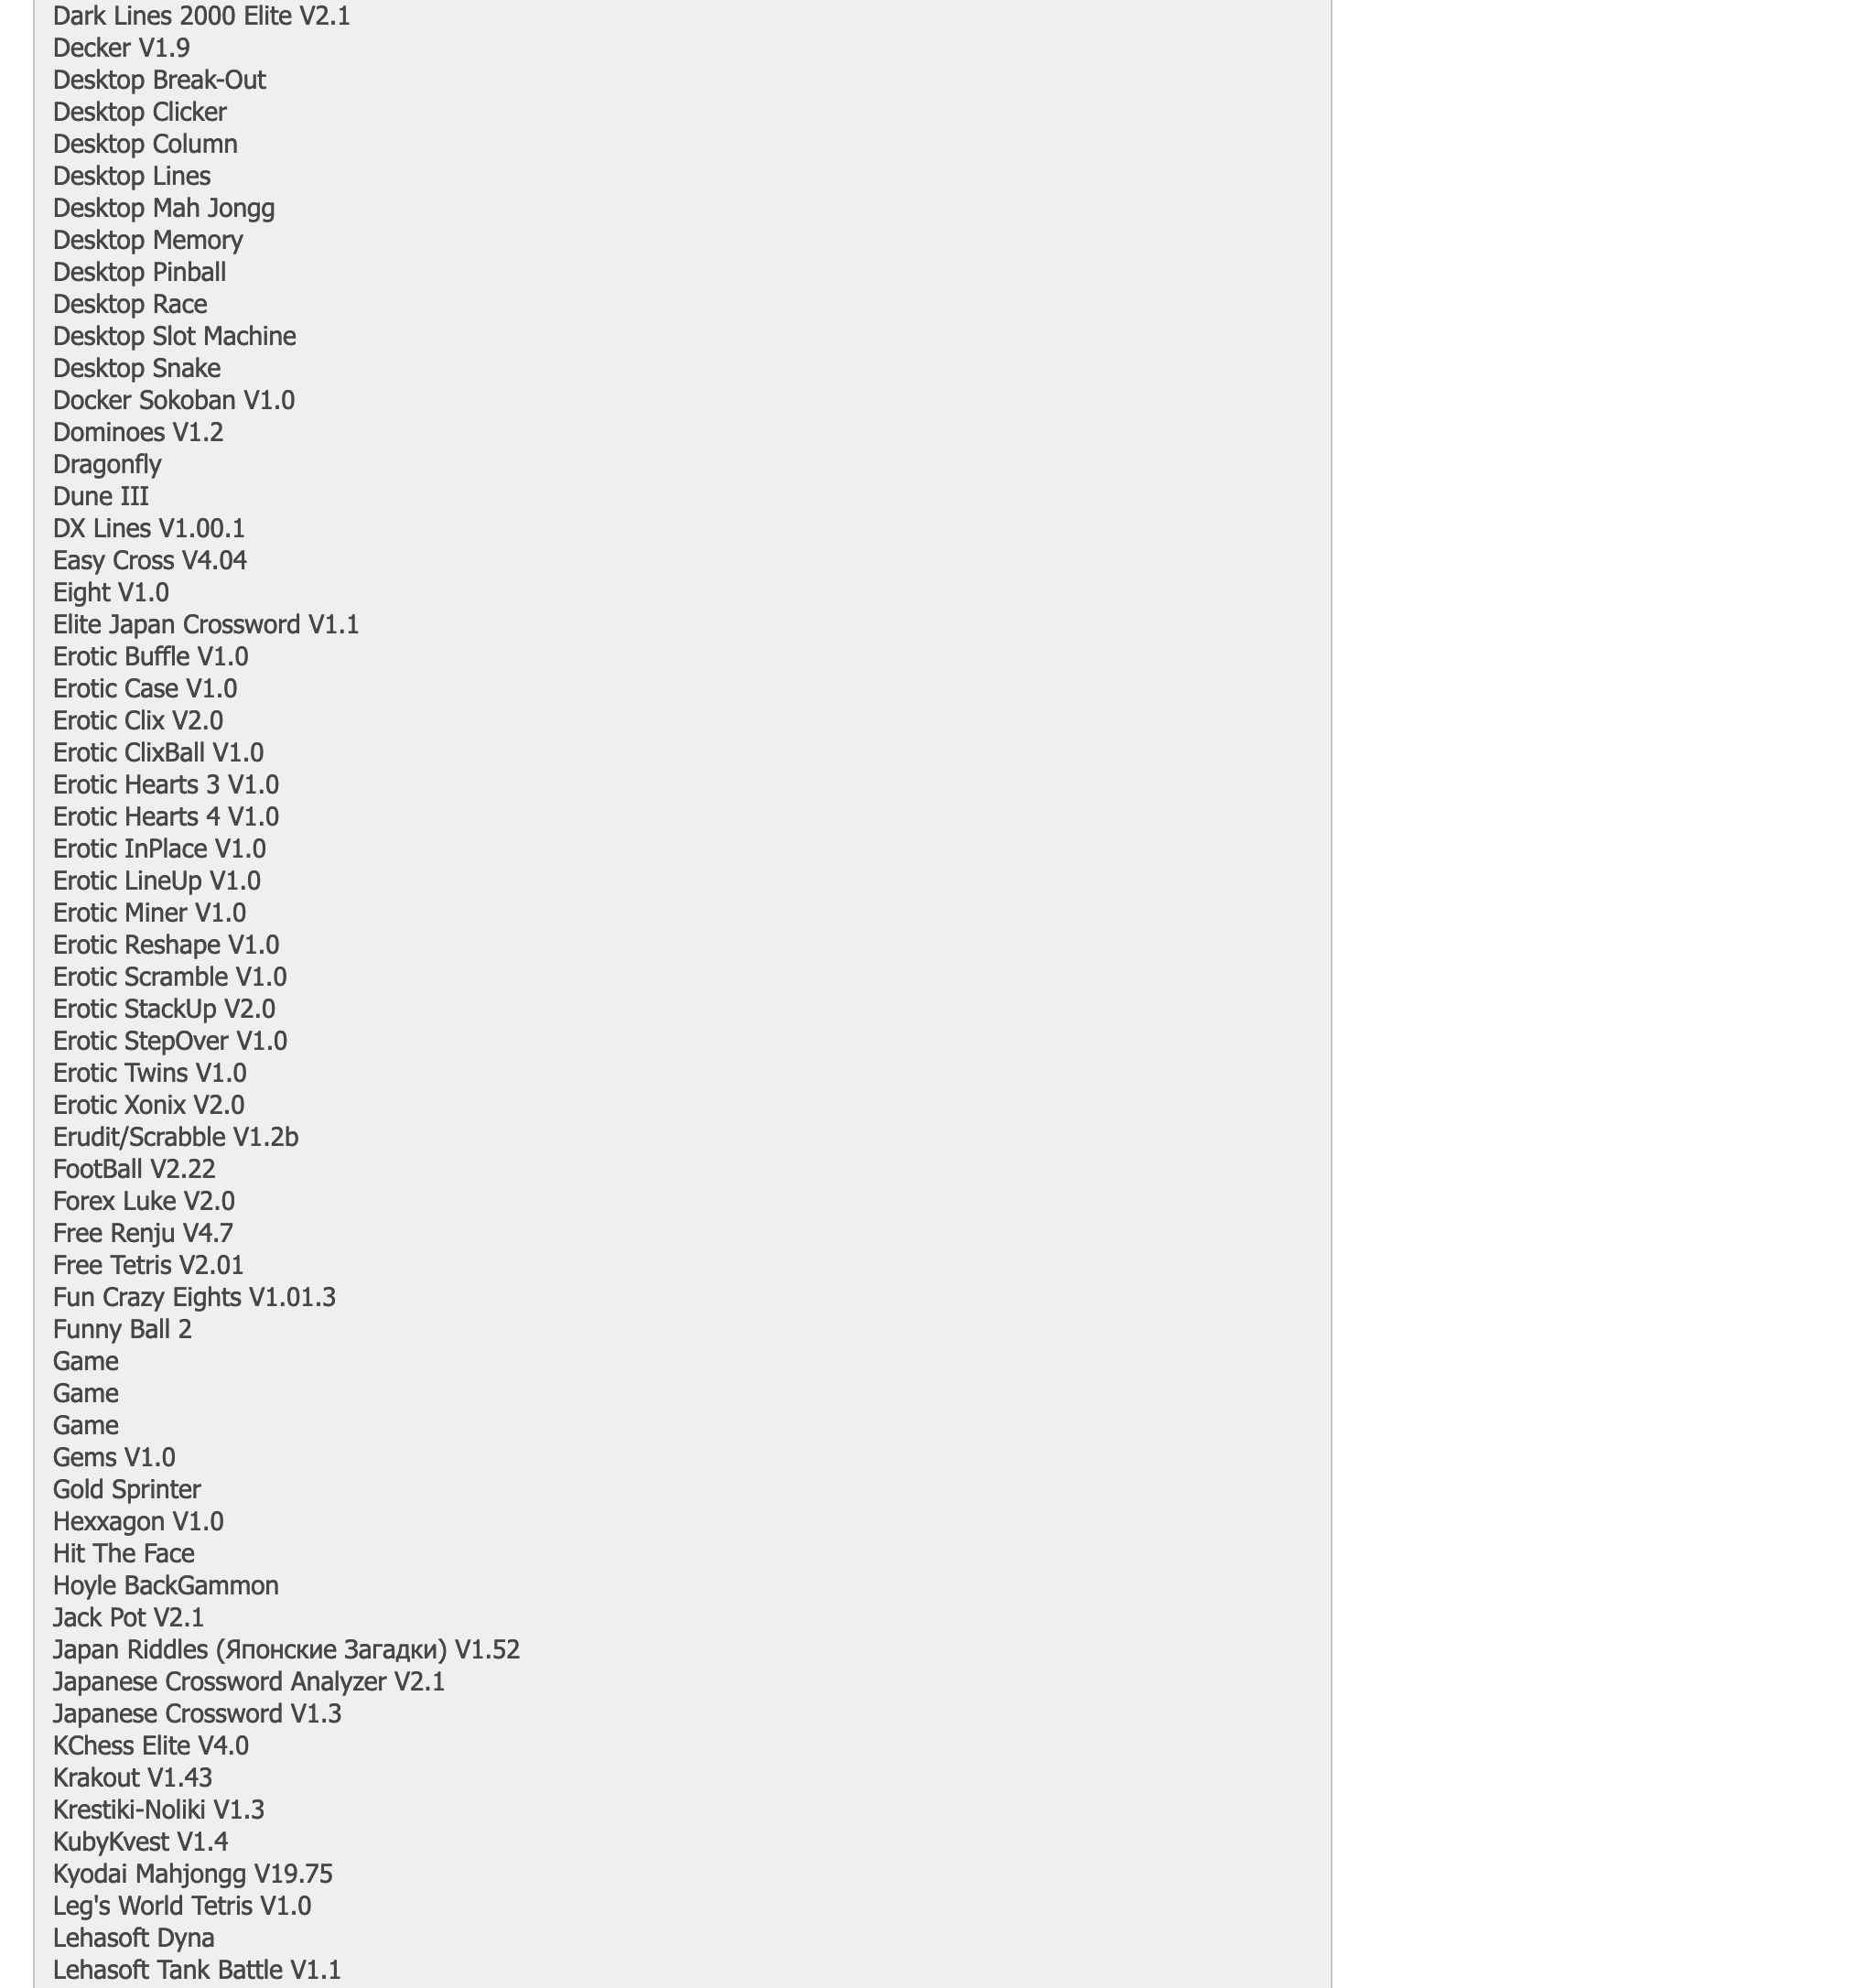 Dark Lines 2000 Elite V2.1
Decker V1.9
Desktop Break-Out
Desktop Clicker
Desktop Column
Desktop Lines
Desktop Mah Jongg
Desktop Memory
Desktop Pinball
Desktop Race
Desktop Slot Machine
Desktop Snake
Docker Sokoban V1.0
Dominoes V1.2
Dragonfly
Dune III
DX Lines V1.00.1
Easy Cross V4.04
Eight V1.0
Elite Japan Crossword V1.1
Erotic Buffle V1.0
Erotic Case V1.0
Erotic Clix V2.0
Erotic ClixBall V1.0
Erotic Hearts 3 V1.0
Erotic Hearts 4 V1.0
Erotic InPlace V1.0
Erotic LineUp V1.0
Erotic Miner V1.0
Erotic Reshape V1.0
Erotic Scramble V1.0
Erotic StackUp V2.0
Erotic StepOver V1.0
Erotic Twins V1.0
Erotic Xonix V2.0
Erudit/Scrabble V1.2b
FootBall V2.22
Forex Luke V2.0
Free Renju V4.7
Free Tetris V2.01
Fun Crazy Eights V1.01.3
Funny Ball 2
Game
Game
Game
Gems V1.0
Gold Sprinter
Hexxagon V1.0
Hit The Face
Hoyle BackGammon
Jack Pot V2.1
Japan Riddles (Японские Загадки) V1.52
Japanese Crossword Analyzer V2.1
Japanese Crossword V1.3
KChess Elite V4.0
Krakout V1.43
Krestiki-Noliki V1.3
KubyKvest V1.4
Kyodai Mahjongg V19.75
Leg's World Tetris V1.0
Lehasoft Dyna
Lehasoft Tank Battle V1.1